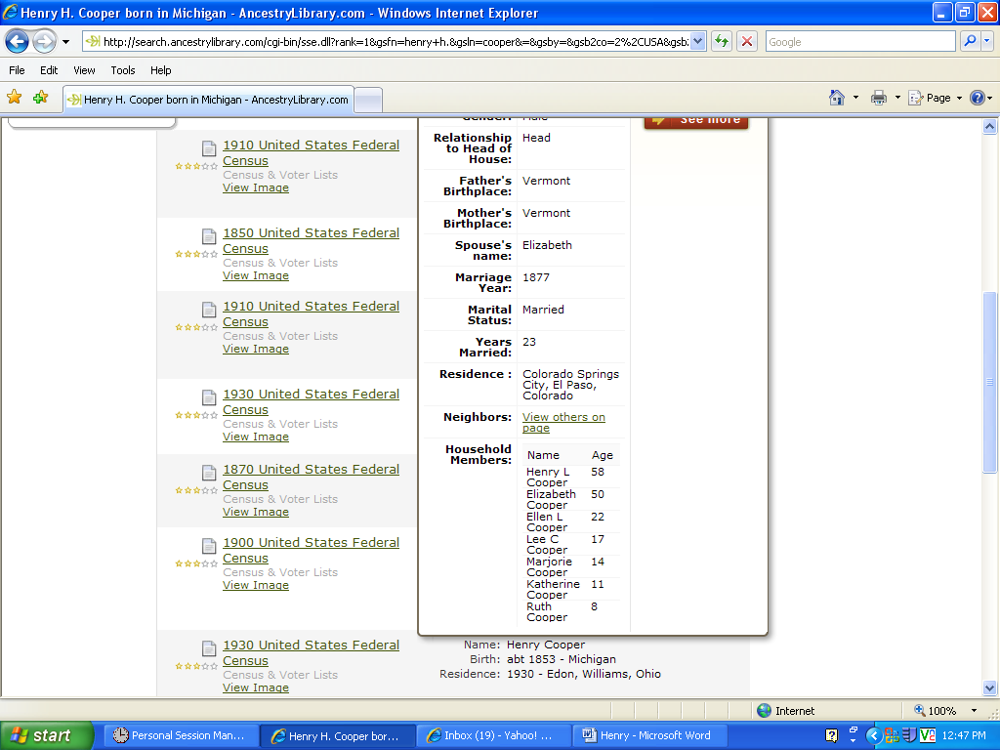 Henry H. Cooper born in Michigan - AncestryLibrary.com - Windows Internet Explorer
http://search.ancestrylibrary.com/cgi-bin/sse.dll?rank=1&gsfn=henry+h.&gsln=cooper&=&gsby=&gsb2co=2%2CUSA&gsb
Google
File Edit View Tools Help
Henry H. Cooper born in Michigan - AncestryLibrary.com
Page
1910 United States Federal
Census
Census & Voter Lists
View Image
1850 United States Federal
Census
Census & Voter Lists
View Image
1910 United States Federal
Census
Census & Voter Lists
View Image
1930 United States Federal
Census
Census & Voter Lists
View Image
1870 United States Federal
Census
Census & Voter Lists
View Image
1900 United States Federal
Census
Census & Voter Lists
View Image
1930 United States Federal
Census
Census & Voter Lists
View Image
Gender: Male
See more
Relationship
to Head of
House:
Head
Father's
Birthplace:
Vermont
Mother's
Birthplace:
Vermont
Spouse's
name:
Elizabeth
Marriage
Year:
1877
Marital
Status:
Married
Years
Married:
23
Residence :
Colorado Springs
City, El Paso,
Colorado
Neighbors:
View others on
page
Household
Members:
Name Age
Henry L
Cooper
58
Elizabeth
Cooper
50
Ellen L
Cooper
22
Lee C
Cooper
17
Marjorie
Cooper
14
Katherine
Cooper
11
Ruth
Cooper
8
Name: Henry Cooper
Birth: abt 1853 - Michigan
Residence: 1930 - Edon, Williams, Ohio
Internet
100%
start
Personal Session Man...
Henry H. Cooper bor...
Inbox (19) - Yahoo! ...
Henry - Microsoft Word
12:47 PM